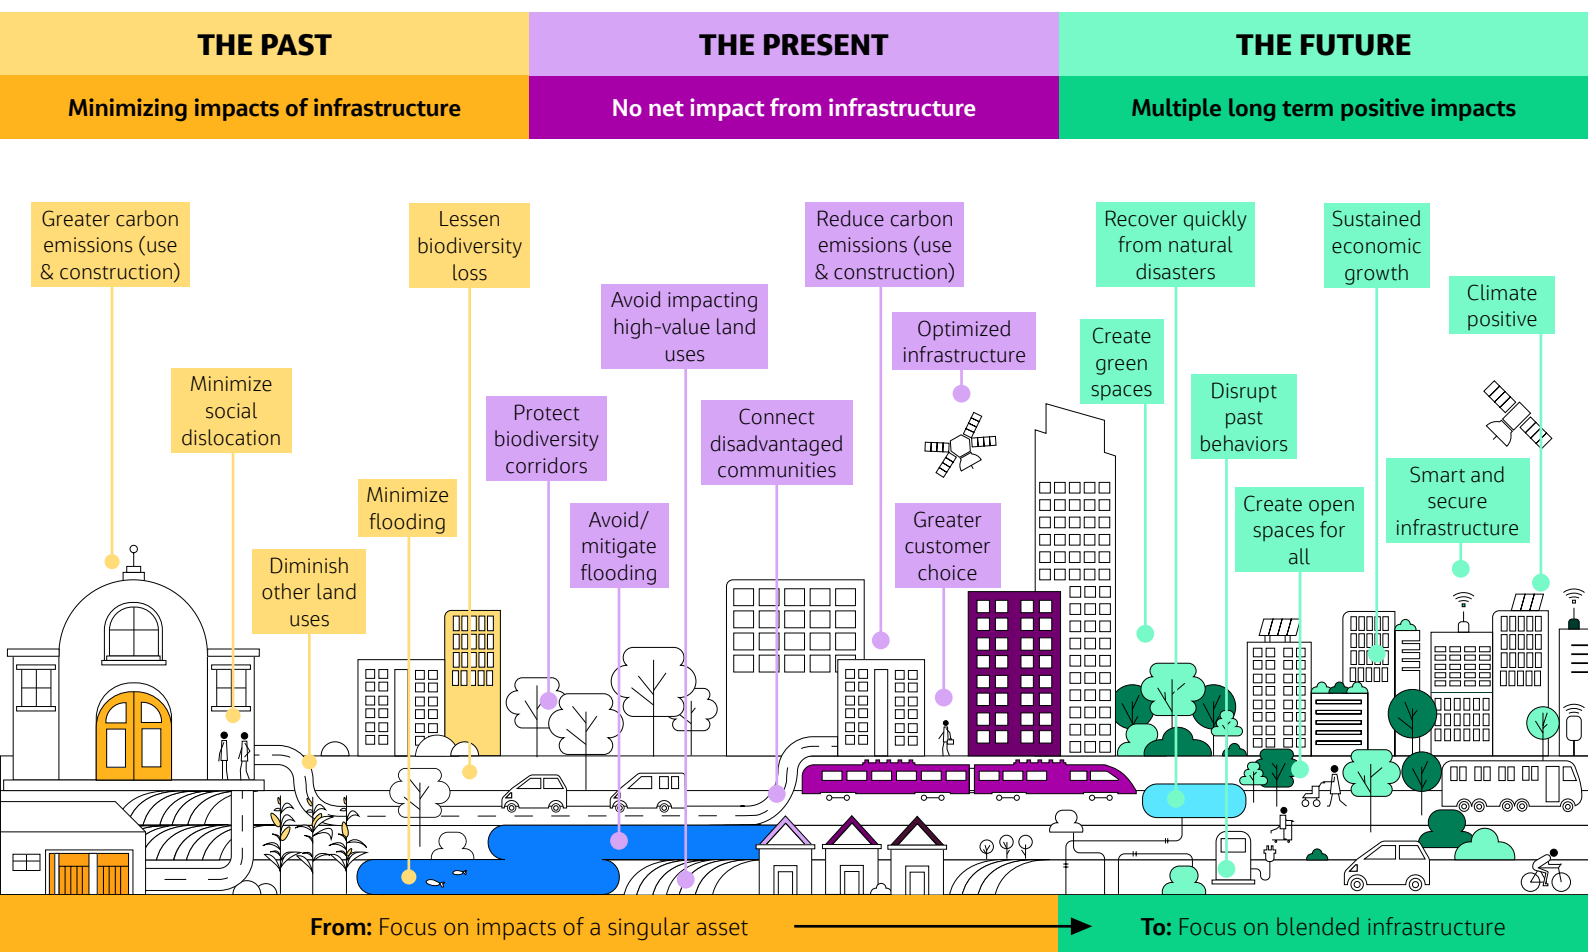 THE PAST
THE PRESENT
THE FUTURE
Minimizing impacts of infrastructure
No net impact from infrastructure
Multiple long term positive impacts
Greater carbon
emissions (use
& construction)
Minimize
social
dislocation
Diminish
other land
uses
Minimize
flooding
Lessen
biodiversity
loss
Protect
biodiversity
corridors
Avoid/
mitigate
flooding
Avoid impacting
high-value land
uses
Connect
disadvantaged
communities
Reduce carbon
emissions (use
& construction)
Optimized
infrastructure
Greater
customer
choice
Create
green
spaces
Recover quickly
from natural
disasters
Disrupt
past
behaviors
Create open
spaces for
all
Sustained
economic
growth
Smart and
secure
infrastructure
Climate
positive
From: Focus on impacts of a singular asset
To: Focus on blended infrastructure